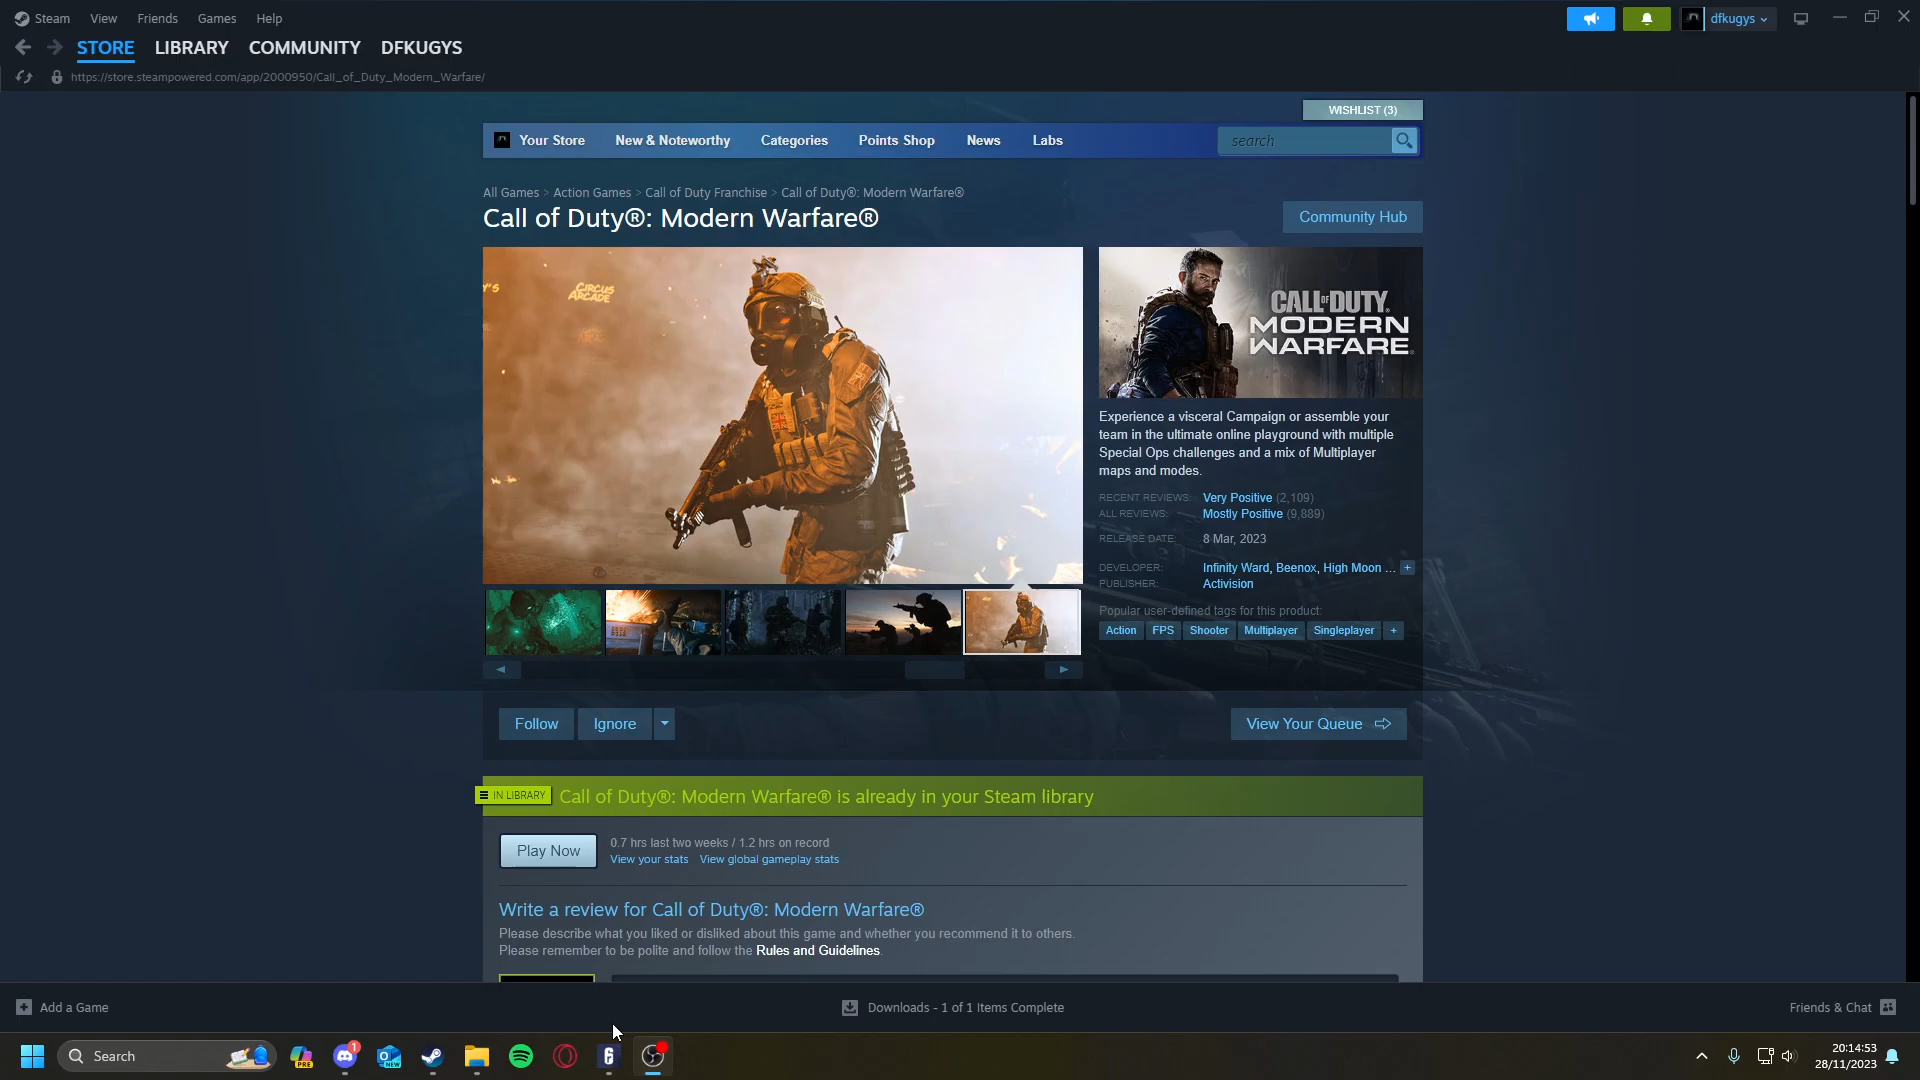 Steam View Friends Games Help
dfkugys
STORE LIBRARY COMMUNITY DFKUGYS
https://store.steampowered.com/app/2000950/Call_of_Duty_Modern_Warfare/
WISHLIST (3)
Your Store New & Noteworthy Categories Points Shop News Labs search
All Games > Action Games > Call of Duty Franchise > Call of Duty®: Modern Warfare®
Call of Duty®: Modern Warfare®
Community Hub
Y'S
CIRCUS
ARCADE
CALL OF DUTY
MODERN
WARFARE
Experience a visceral Campaign or assemble your
team in the ultimate online playground with multiple
Special Ops challenges and a mix of Multiplayer
maps and modes.
RECENT REVIEWS: Very Positive (2,109)
ALL REVIEWS: Mostly Positive (9,889)
RELEASE DATE: 8 Mar, 2023
DEVELOPER: Infinity Ward, Beenox, High Moon ... +
PUBLISHER: Activision
Popular user-defined tags for this product:
Action FPS Shooter Multiplayer Singleplayer +
Follow Ignore
View Your Queue
IN LIBRARY Call of Duty®: Modern Warfare® is already in your Steam library
Play Now
0.7 hrs last two weeks / 1.2 hrs on record
View your stats View global gameplay stats
Write a review for Call of Duty®: Modern Warfare®
Please describe what you liked or disliked about this game and whether you recommend it to others.
Please remember to be polite and follow the Rules and Guidelines.
Add a Game
Downloads - 1 of 1 Items Complete
Friends & Chat
Search
PRE
1
NEW
20:14:53
28/11/2023